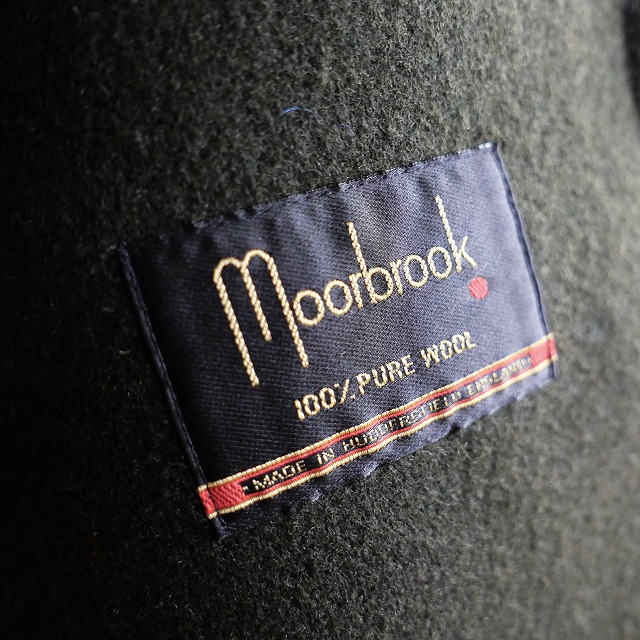 Moorbrook
100% PURE WOOL
MADE IN HUDDERSFIELD ENGLAND